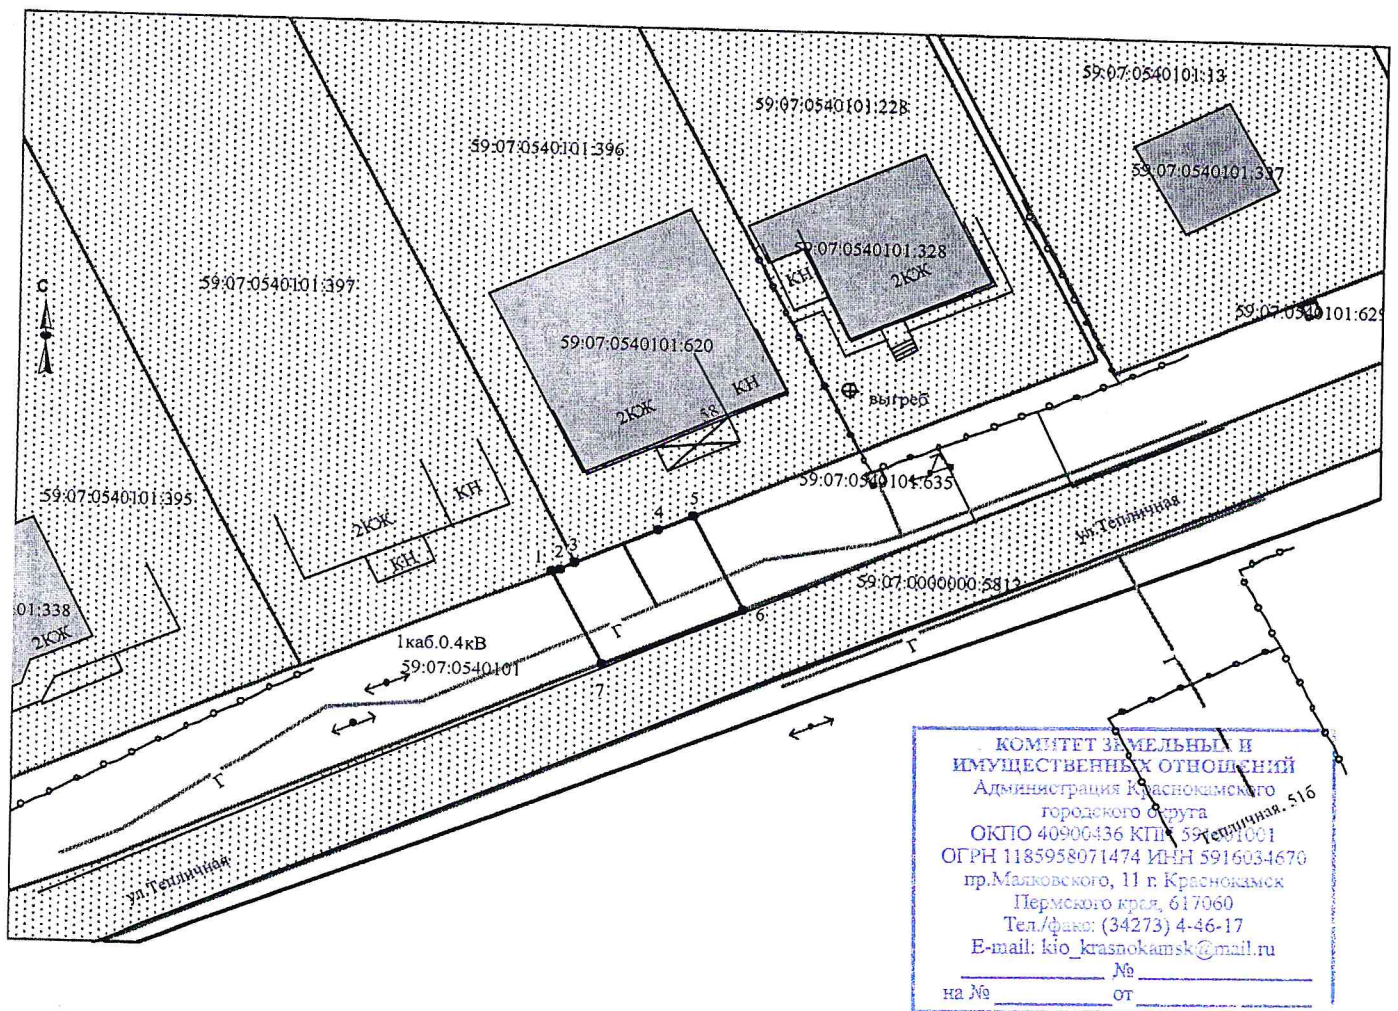 59:07:0540101:13
59:07:0540101:228
59:07:0540101:396
59:07:0540101:337
59:07:0540101:328
КН
2КЖ
59:07:0540101:397
С
59:07:0540101:629
59:07:0540101:620
КН
58
2КЖ
выгреб
59:07:0540101:635
59:07:0540101:395
КН
2КЖ
КН
5
4
3
2
1
ул.Тепличная
59:07:0000000:5812
6
01:338
2КЖ
Г
1каб.0.4кВ
59:07:0540101
Г
7
Г
ул.Тепличная
Тепличная, 51б
КОМИТЕТ ЗЕМЕЛЬНЫХ И
ИМУЩЕСТВЕННЫХ ОТНОШЕНИЙ
Администрация Краснокамского
городского округа
ОКПО 40900436 КПП
ОГРН 1185958071474 ИНН 5916034670
пр.Маяковского, 11 г. Краснокамск
Пермского края, 617060
Тел./факс: (34273) 4-46-17
E-mail: kio_krasnokamsk@mail.ru
№
на № от